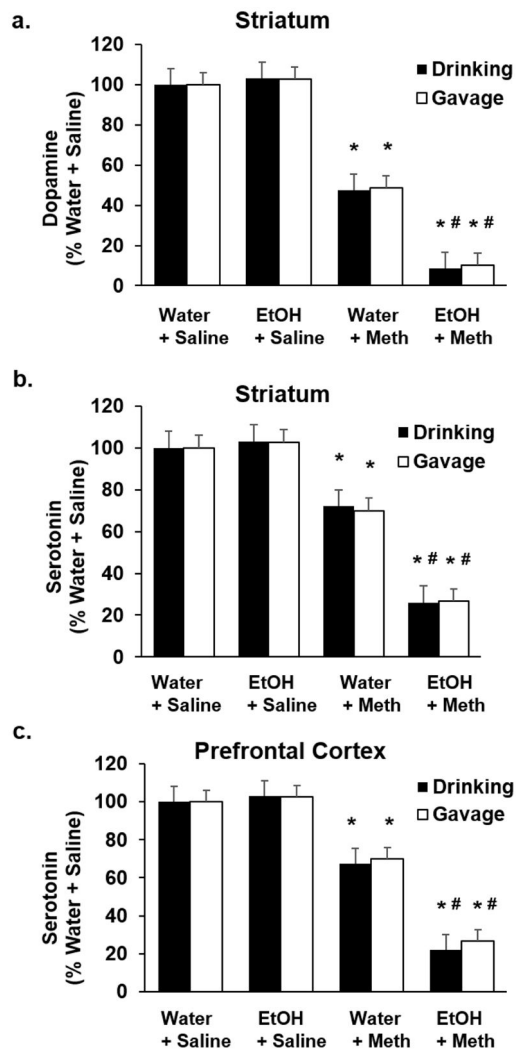 a.
Striatum
Dopamine
(% Water + Saline)
120
100
80
60
40
20
0
Drinking
Gavage
* *
* # * #
Water EtOH Water EtOH
+ Saline + Saline + Meth + Meth
b.
Striatum
Serotonin
(% Water + Saline)
120
100
80
60
40
20
0
Drinking
Gavage
* *
* # * #
Water EtOH Water EtOH
+ Saline + Saline + Meth + Meth
c.
Prefrontal Cortex
Serotonin
(% Water + Saline)
120
100
80
60
40
20
0
Drinking
Gavage
* *
* # * #
Water EtOH Water EtOH
+ Saline + Saline + Meth + Meth